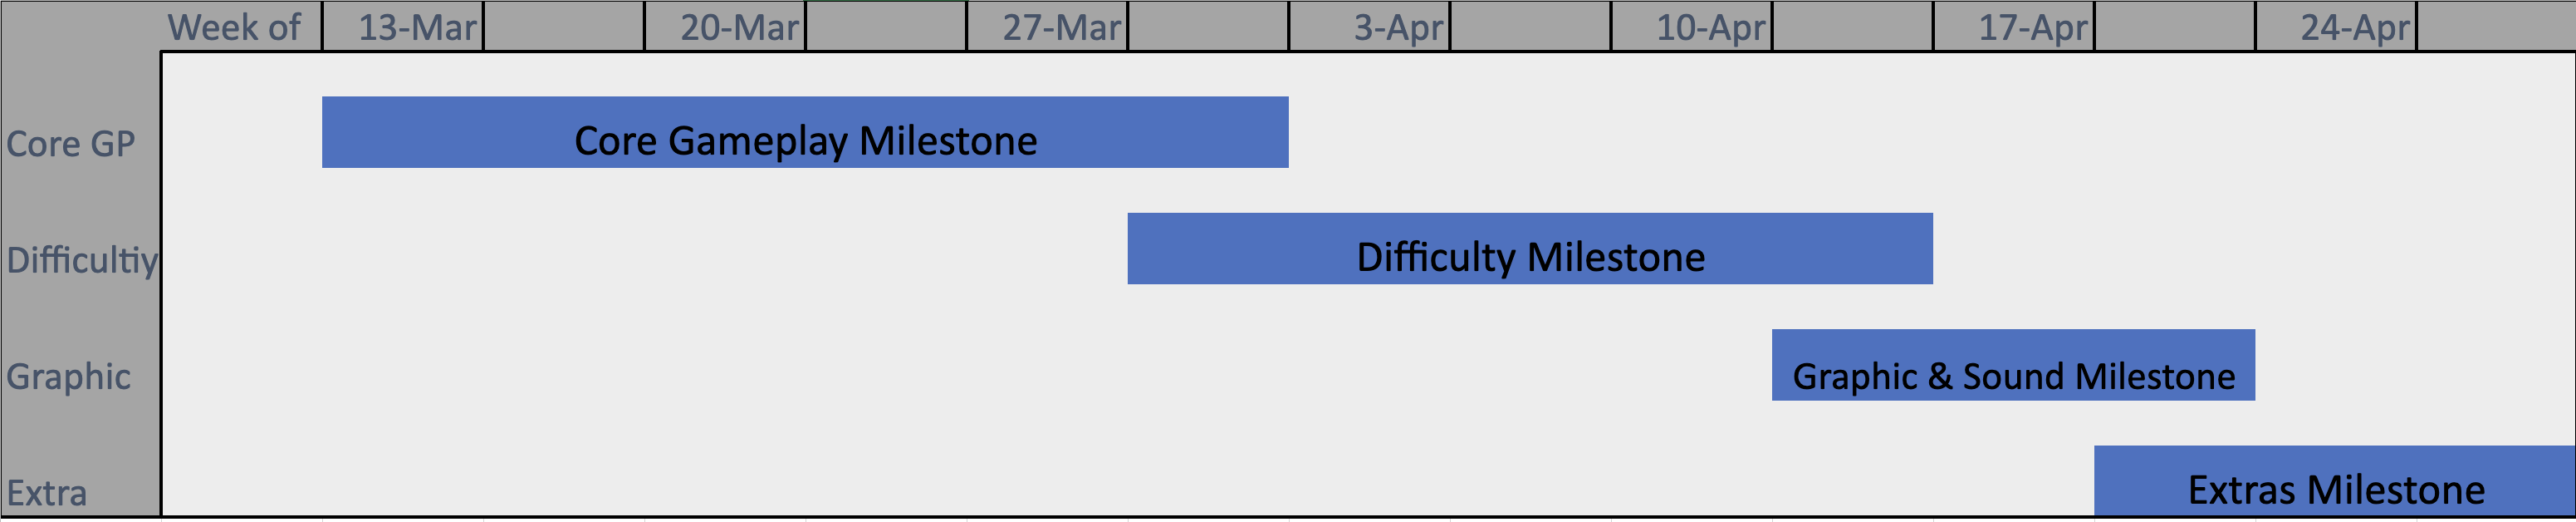 Week of 13-Mar 20-Mar 27-Mar 3-Apr 10-Apr 17-Apr 24-Apr
Core GP Core Gameplay Milestone
Difficultiy Difficulty Milestone
Graphic Graphic & Sound Milestone
Extra Extras Milestone